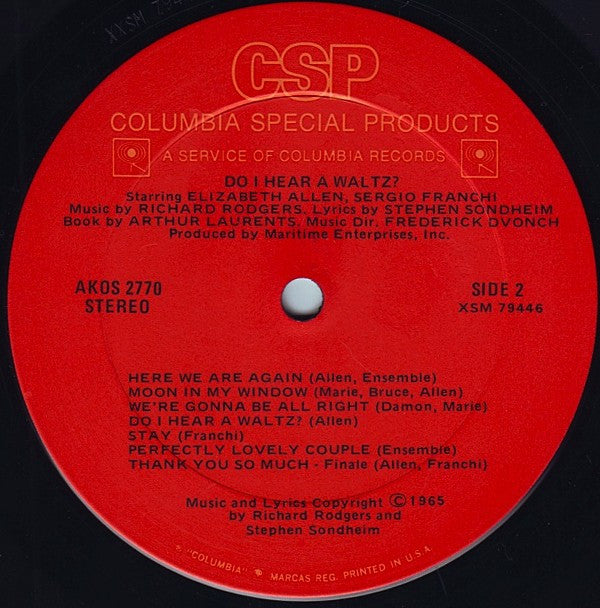 XXSM 794
CSP
COLUMBIA SPECIAL PRODUCTS
A SERVICE OF COLUMBIA RECORDS
DO I HEAR A WALTZ?
Starring ELIZABETH ALLEN, SERGIO FRANCHI
Music by RICHARD RODGERS. Lyrics by STEPHEN SONDHEIM
Book by ARTHUR LAURENTS. Music Dir. FREDERICK DVONCH
Produced by Maritime Enterprises, Inc.
AKOS 2770
STEREO
SIDE 2
XSM 79446
HERE WE ARE AGAIN (Allen, Ensemble)
MOON IN MY WINDOW (Marie, Bruce, Allen)
WE'RE GONNA BE ALL RIGHT (Damon, Marie)
DO I HEAR A WALTZ? (Allen)
STAY (Franchi)
PERFECTLY LOVELY COUPLE (Ensemble)
THANK YOU SO MUCH - Finale (Allen, Franchi)
Music and Lyrics Copyright ©1965
by Richard Rodgers and
Stephen Sondheim
"COLUMBIA" MARCAS REG. PRINTED IN U.S.A.